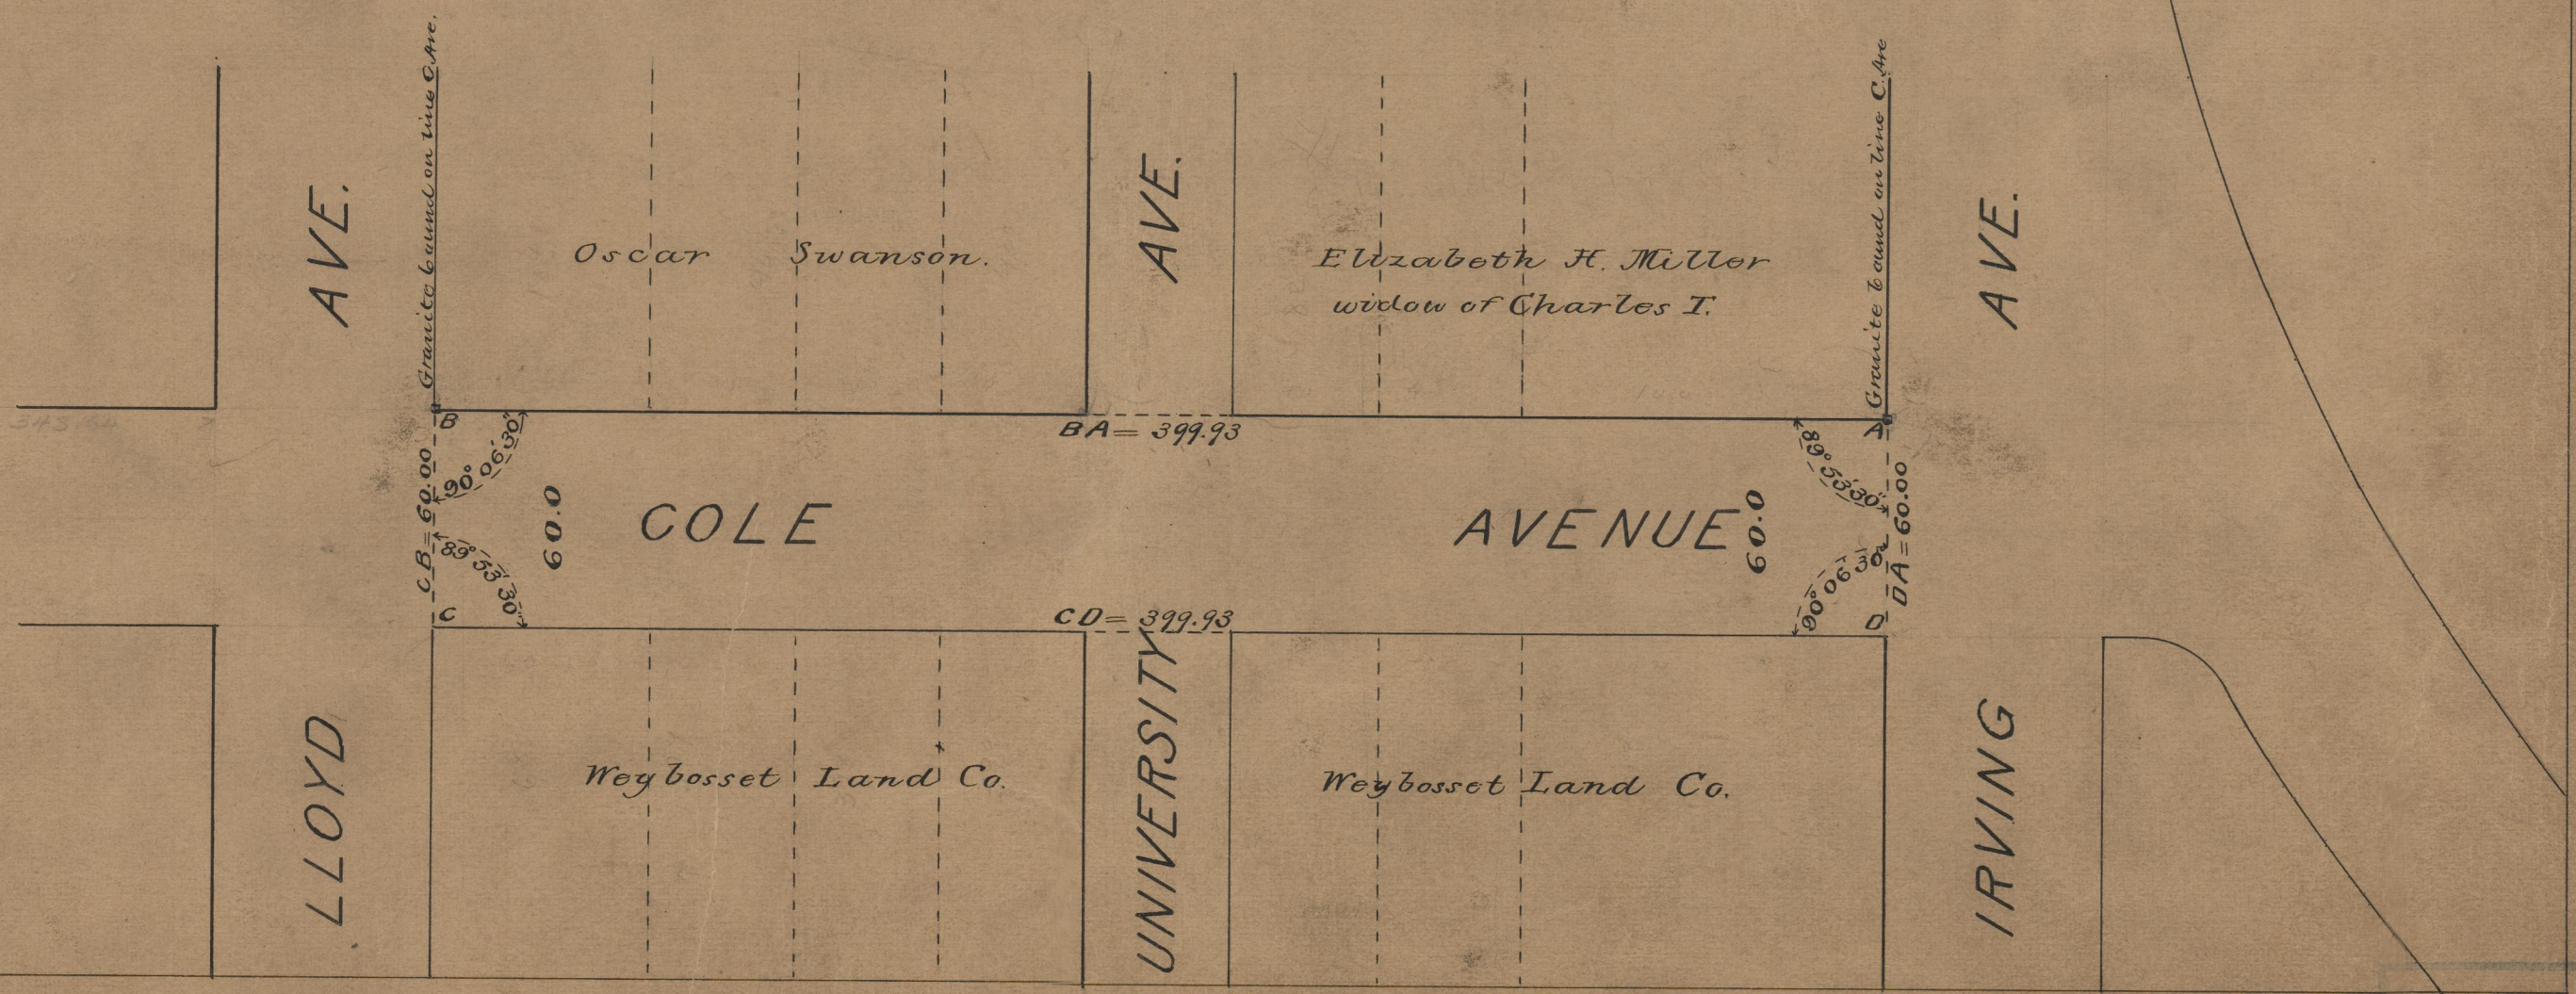 Granite bound on line C. Ave.
Granite bound on line C. Ave
AVE.
AVE.
AVE.
Oscar Swanson.
Elizabeth H. Miller
widow of Charles I.
B
BA = 399.93
A
90° 06' 30"
89° 53' 30"
CB = 60.00
60.0
COLE AVENUE
60.0
DA = 60.00
89° 53' 30"
90° 06' 30"
C
CD = 399.93
D
LLOYD
Weybosset Land Co.
UNIVERSITY
Weybosset Land Co.
IRVING